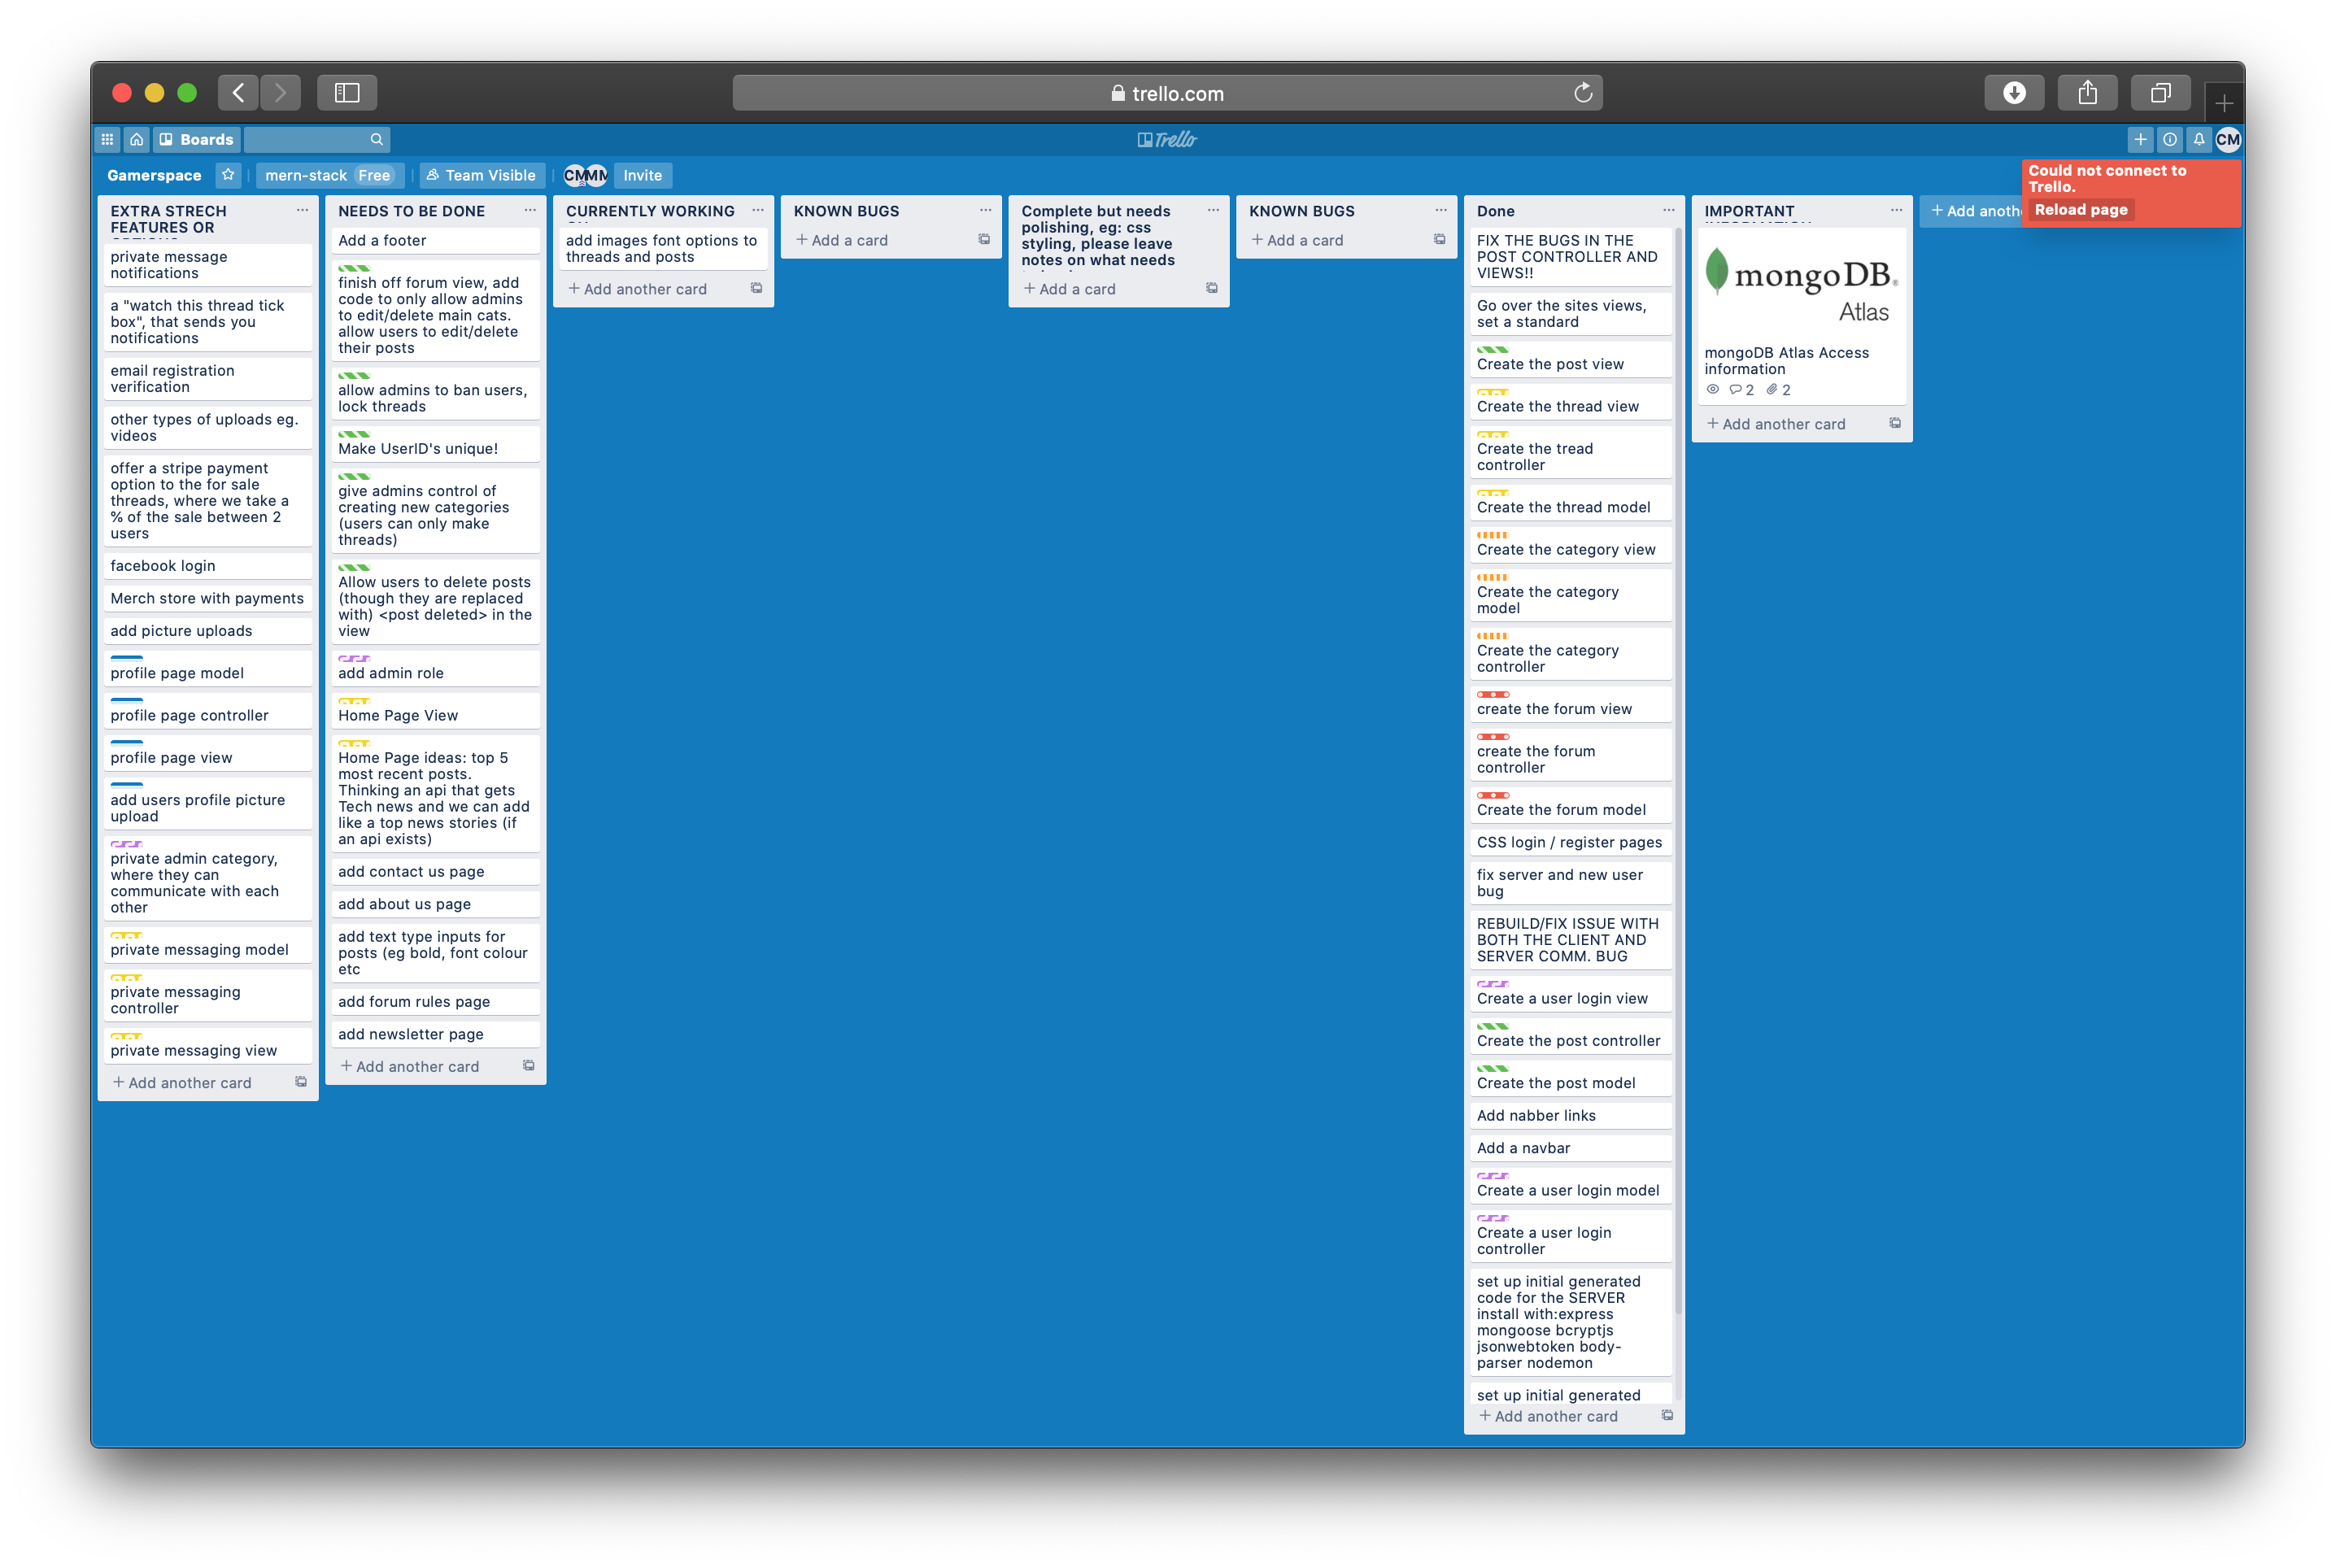 trello.com
Boards
Trello
CM
Gamerspace
mern-stack Free
Team Visible
CM
MM
Invite
Could not connect to
Trello.
Reload page
EXTRA STRECH
FEATURES OR
private message
notifications
a "watch this thread tick
box", that sends you
notifications
email registration
verification
other types of uploads eg.
videos
offer a stripe payment
option to the for sale
threads, where we take a
% of the sale between 2
users
facebook login
Merch store with payments
add picture uploads
profile page model
profile page controller
profile page view
add users profile picture
upload
private admin category,
where they can
communicate with each
other
private messaging model
private messaging
controller
private messaging view
+ Add another card
NEEDS TO BE DONE
Add a footer
finish off forum view, add
code to only allow admins
to edit/delete main cats.
allow users to edit/delete
their posts
allow admins to ban users,
lock threads
Make UserID's unique!
give admins control of
creating new categories
(users can only make
threads)
Allow users to delete posts
(though they are replaced
with) <post deleted> in the
view
add admin role
Home Page View
Home Page ideas: top 5
most recent posts.
Thinking an api that gets
Tech news and we can add
like a top news stories (if
an api exists)
add contact us page
add about us page
add text type inputs for
posts (eg bold, font colour
etc
add forum rules page
add newsletter page
+ Add another card
CURRENTLY WORKING
add images font options to
threads and posts
+ Add another card
KNOWN BUGS
+ Add a card
Complete but needs
polishing, eg: css
styling, please leave
notes on what needs
+ Add a card
KNOWN BUGS
+ Add a card
Done
FIX THE BUGS IN THE
POST CONTROLLER AND
VIEWS!!
Go over the sites views,
set a standard
Create the post view
Create the thread view
Create the tread
controller
Create the thread model
Create the category view
Create the category
model
Create the category
controller
create the forum view
create the forum
controller
Create the forum model
CSS login / register pages
fix server and new user
bug
REBUILD/FIX ISSUE WITH
BOTH THE CLIENT AND
SERVER COMM. BUG
Create a user login view
Create the post controller
Create the post model
Add nabber links
Add a navbar
Create a user login model
Create a user login
controller
set up initial generated
code for the SERVER
install with:express
mongoose bcryptjs
jsonwebtoken body-
parser nodemon
set up initial generated
+ Add another card
IMPORTANT
mongoDB®
Atlas
mongoDB Atlas Access
information
2 2
+ Add another card
+ Add anoth